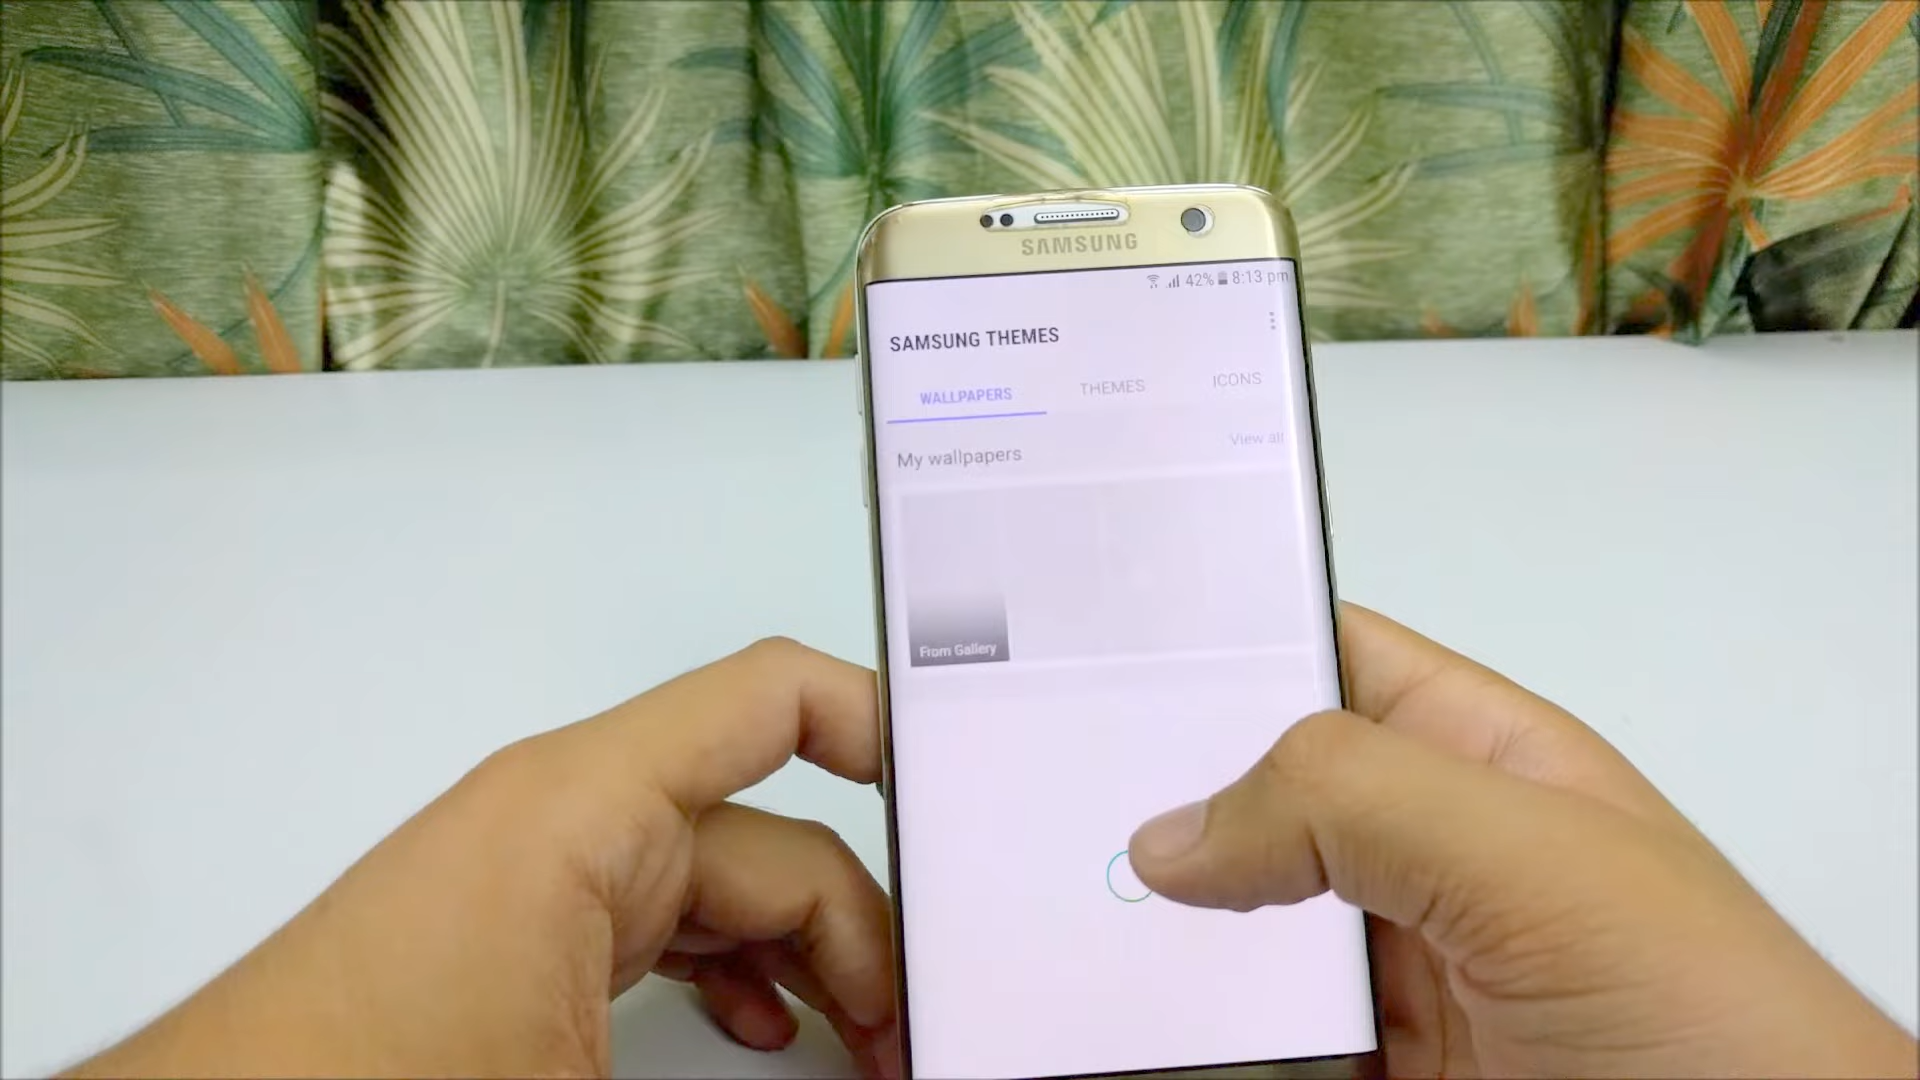 SAMSUNG
42% 8:13 pm
SAMSUNG THEMES
WALLPAPERS THEMES ICONS
My wallpapers View all
From Gallery